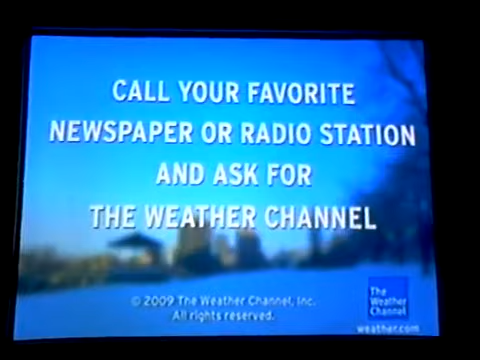 CALL YOUR FAVORITE
NEWSPAPER OR RADIO STATION
AND ASK FOR
THE WEATHER CHANNEL
© 2009 The Weather Channel, Inc.
All rights reserved.
The
Weather
Channel
weather.com